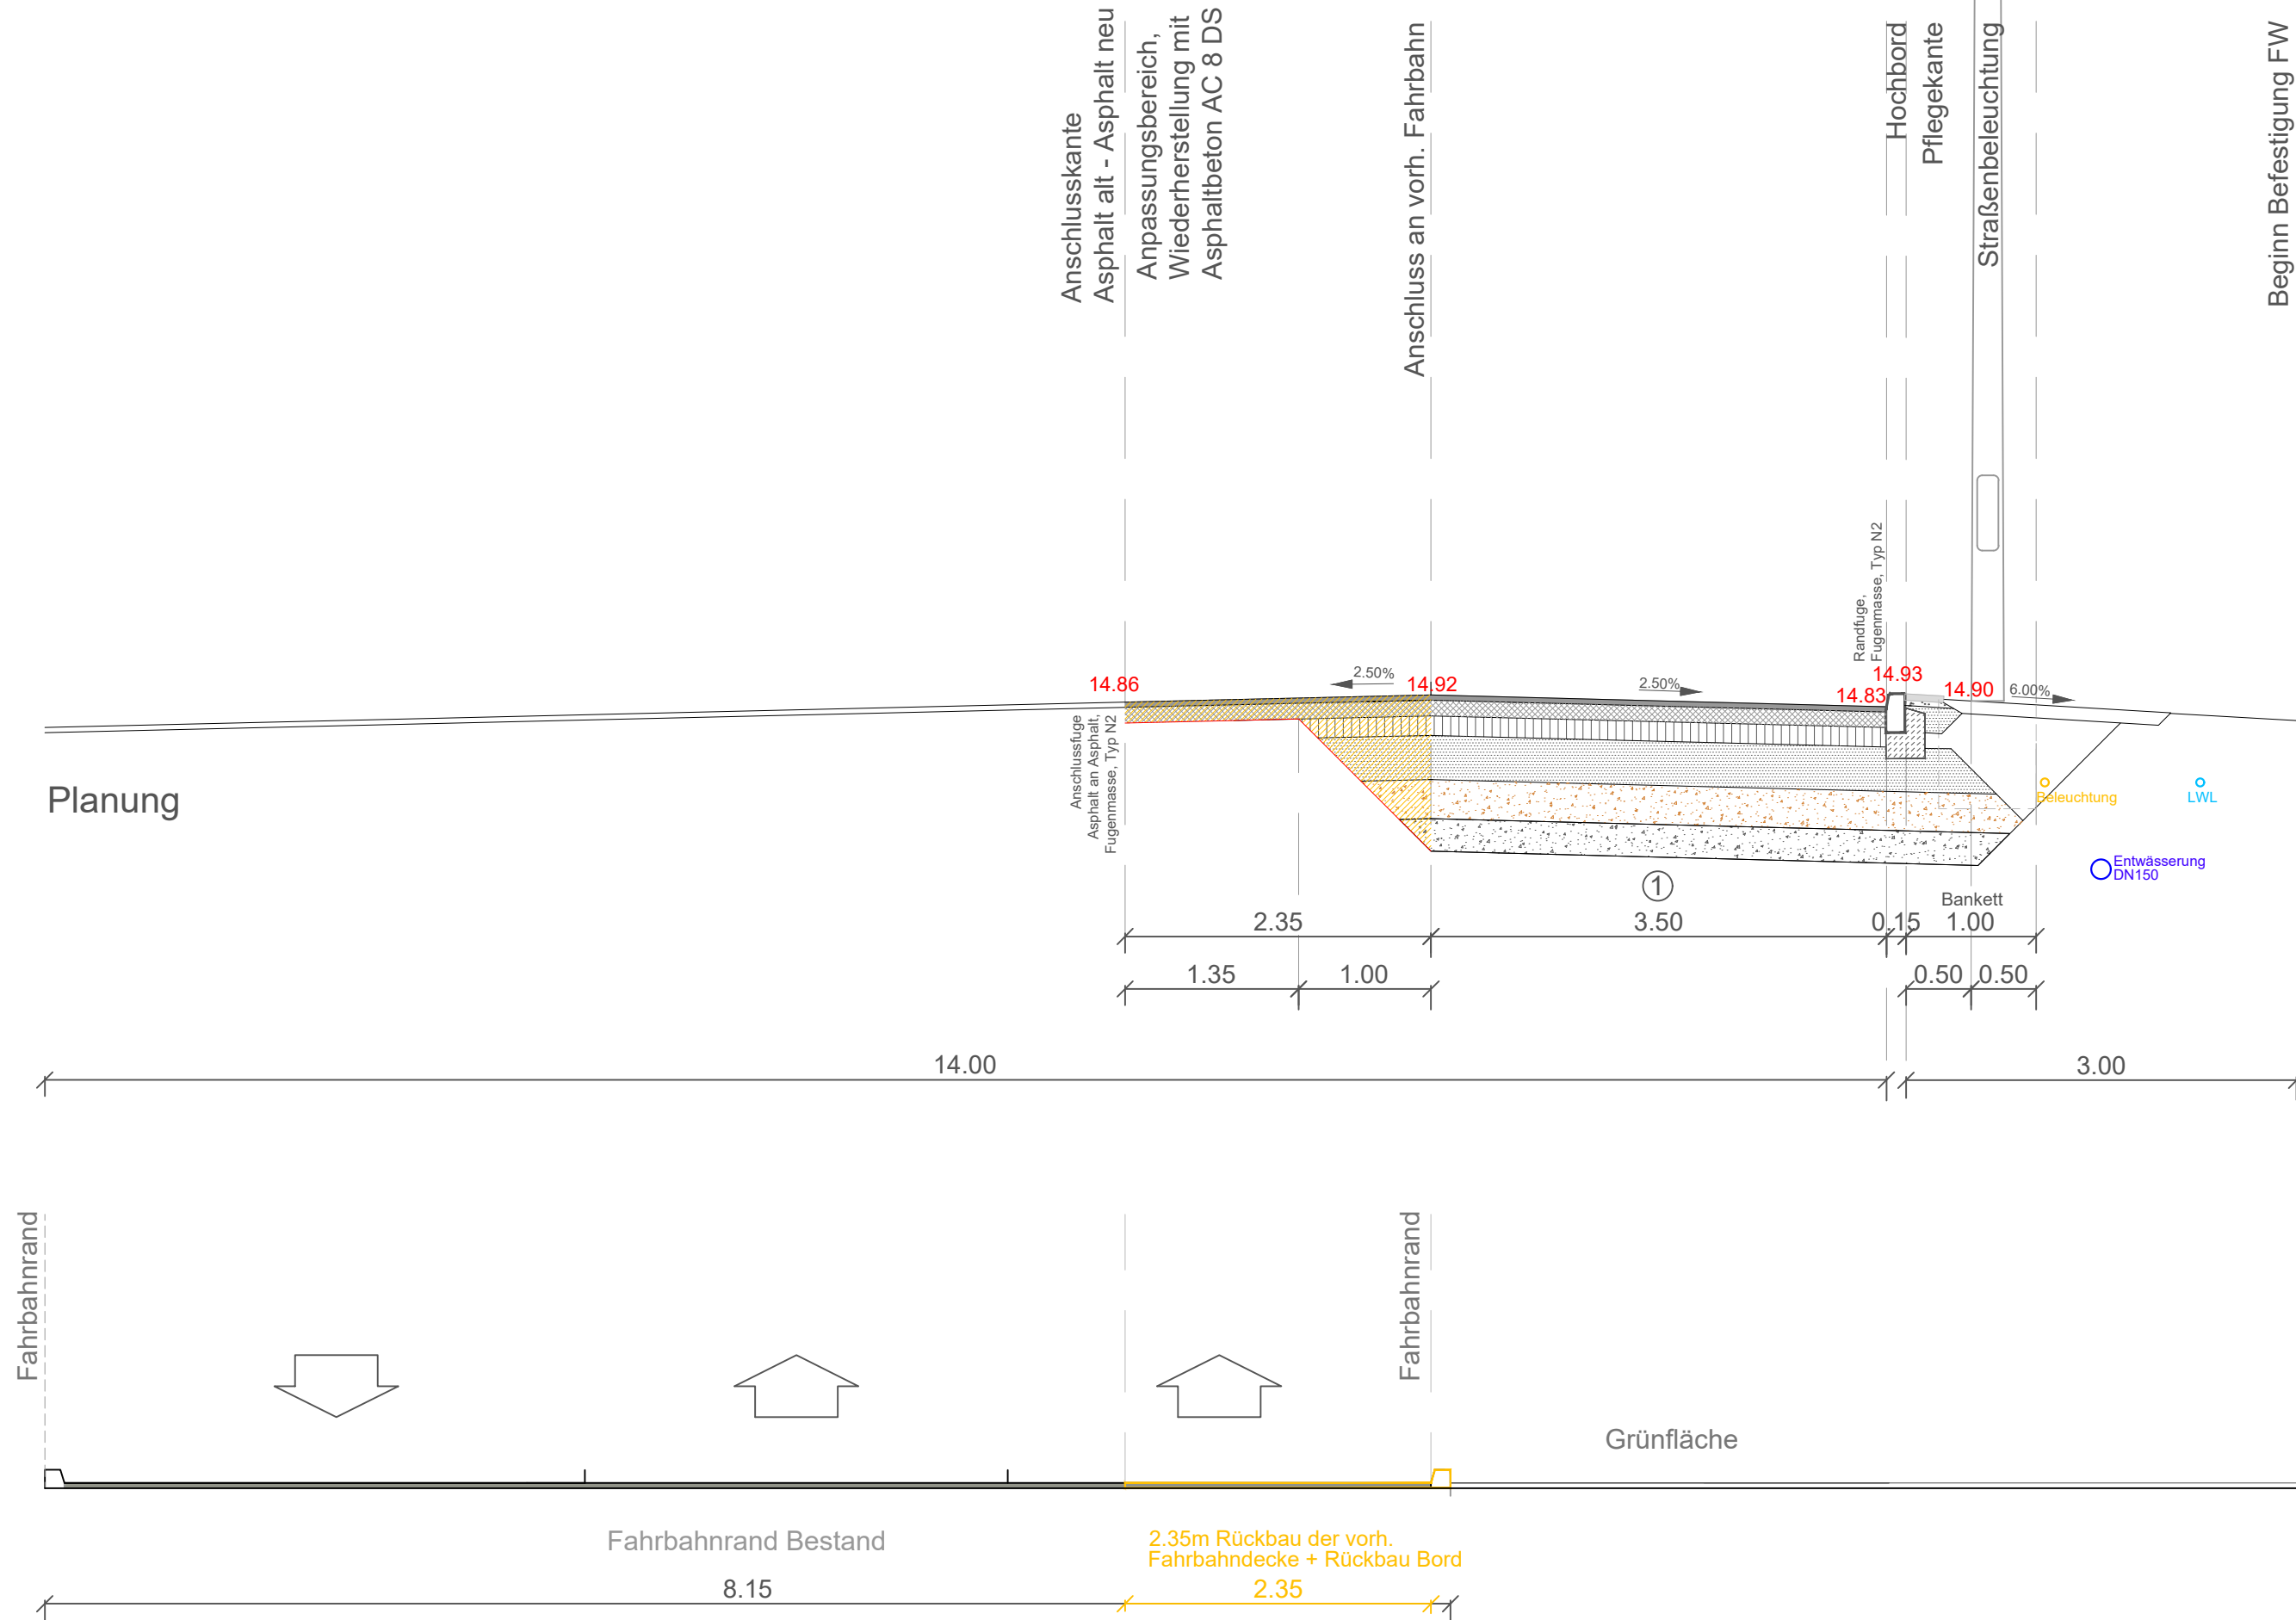 Anschlusskante
Asphalt alt - Asphalt neu
Anpassungsbereich,
Wiederherstellung mit
Asphaltbeton AC 8 DS
Anschluss an vorh. Fahrbahn
Hochbord
Pflegekante
Straßenbeleuchtung
Beginn Befestigung FW
Randfuge,
Fugenmasse, Typ N2
14.86
2.50%
14.92
2.50%
14.83
14.93
14.90
6.00%
Anschlussfuge
Asphalt an Asphalt,
Fugenmasse, Typ N2
Planung
Beleuchtung
LWL
Entwässerung
DN150
1
Bankett
2.35
3.50
0.15
1.00
1.35
1.00
0.50
0.50
14.00
3.00
Fahrbahnrand
Fahrbahnrand
Grünfläche
Fahrbahnrand Bestand
2.35m Rückbau der vorh.
Fahrbahndecke + Rückbau Bord
8.15
2.35